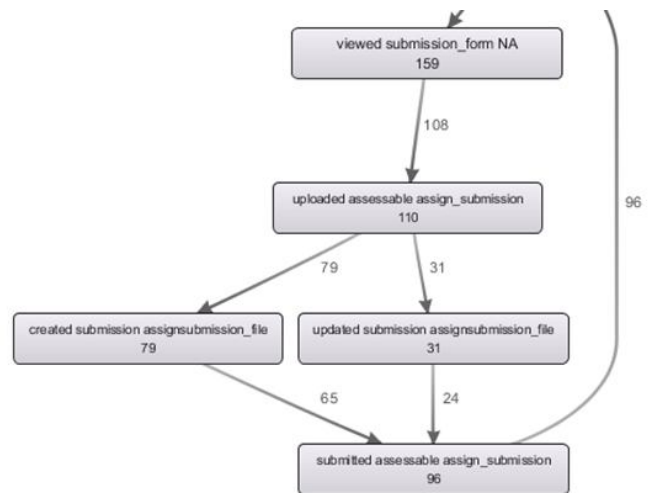 viewed submission_form NA
159
108
uploaded assessable assign_submission
110
96
79
31
created submission assignsubmission_file
79
updated submission assignsubmission_file
31
65
24
submitted assessable assign_submission
96